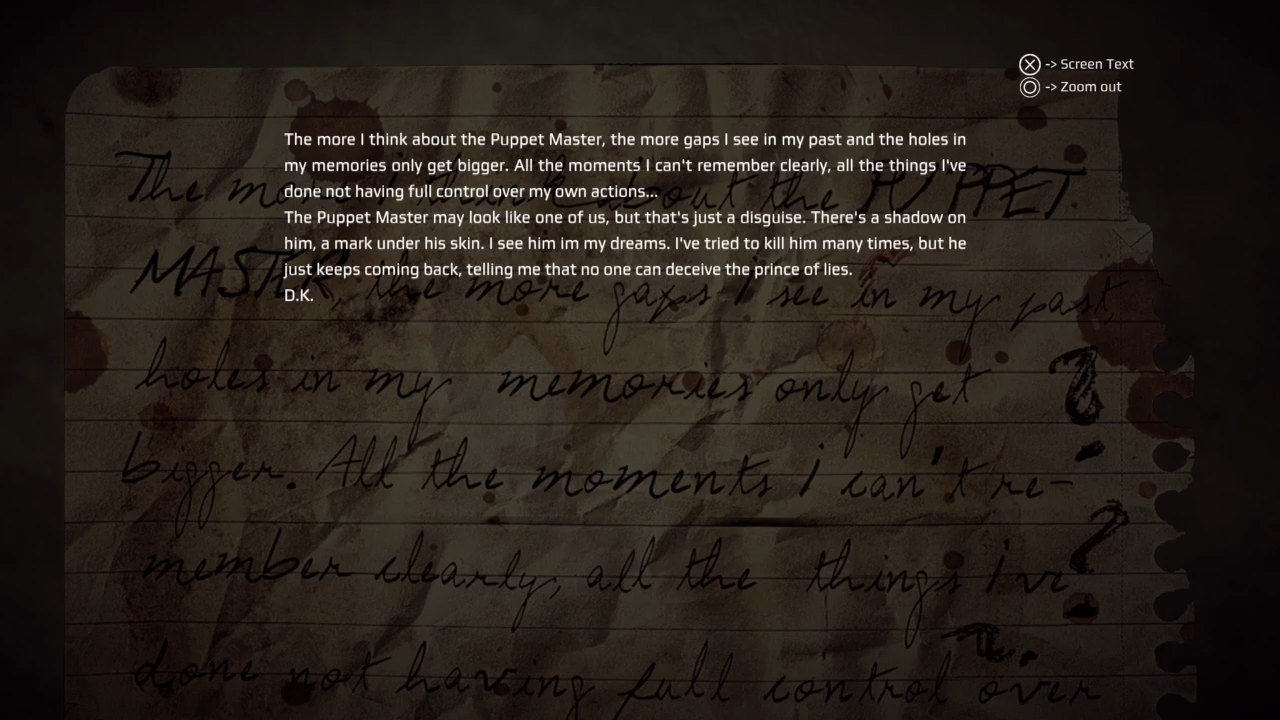 -> Screen Text
-> Zoom out
The more I think about the Puppet Master, the more gaps I see in my past and the holes in
my memories only get bigger. All the moments I can't remember clearly, all the things I've
done not having full control over my own actions...
The Puppet Master may look like one of us, but that's just a disguise. There's a shadow on
him, a mark under his skin. I see him im my dreams. I've tried to kill him many times, but he
just keeps coming back, telling me that no one can deceive the prince of lies.
D.K.
The more I think about the PUPPET
MASTER, the more gaps I see in my past,
holes in my memories only get ?
bigger. All the moments I can't re-
member clearly, all the things I've ?
done not having full control over